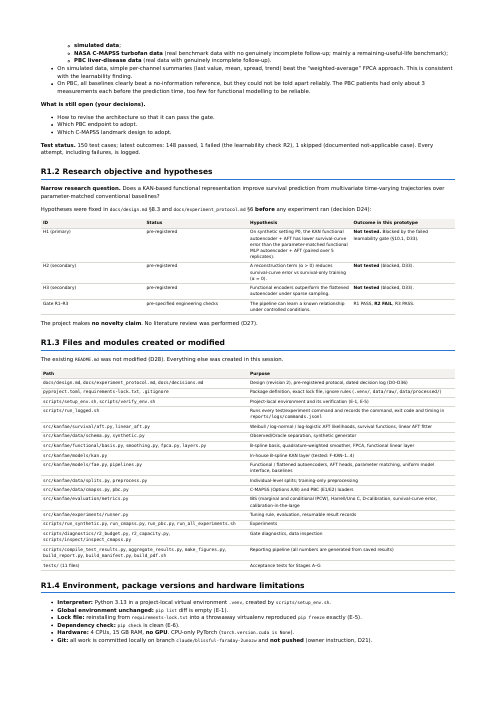 simulated data;
NASA C-MAPSS turbofan data (real benchmark data with no genuinely incomplete follow-up; mainly a remaining-useful-life benchmark);
PBC liver-disease data (real data with genuinely incomplete follow-up).
On simulated data, simple per-channel summaries (last value, mean, spread, trend) beat the "weighted-average" FPCA approach. This is consistent
with the learnability finding.
On PBC, all baselines clearly beat a no-information reference, but they could not be told apart reliably. The PBC patients had only about 3
measurements each before the prediction time, too few for functional modelling to be reliable.
What is still open (your decisions).
How to revise the architecture so that it can pass the gate.
Which PBC endpoint to adopt.
Which C-MAPSS landmark design to adopt.
Test status. 150 test cases; latest outcomes: 148 passed, 1 failed (the learnability check R2), 1 skipped (documented not-applicable case). Every
attempt, including failures, is logged.
R1.2 Research objective and hypotheses
Narrow research question. Does a KAN-based functional representation improve survival prediction from multivariate time-varying trajectories over
parameter-matched conventional baselines?
Hypotheses were fixed in docs/design.md §8.3 and docs/experiment_protocol.md §6 before any experiment ran (decision D24):
ID Status Hypothesis Outcome in this prototype
H1 (primary) pre-registered On synthetic setting P0, the KAN functional Not tested. Blocked by the failed
autoencoder + AFT has lower survival-curve learnability gate (§10.1, D33).
error than the parameter-matched functional
MLP autoencoder + AFT (paired over 5
replicates).
H2 (secondary) pre-registered A reconstruction term (α > 0) reduces Not tested (blocked, D33).
survival-curve error vs survival-only training
(α = 0).
H3 (secondary) pre-registered Functional encoders outperform the flattened Not tested (blocked, D33).
autoencoder under sparse sampling.
Gate R1-R3 pre-specified engineering checks The pipeline can learn a known relationship R1 PASS, R2 FAIL, R3 PASS.
under controlled conditions.
The project makes no novelty claim. No literature review was performed (D27).
R1.3 Files and modules created or modified
The existing README.md was not modified (D28). Everything else was created in this session.
Path Purpose
docs/design.md, docs/experiment_protocol.md, docs/decisions.md Design (revision 2), pre-registered protocol, dated decision log (D0-D36)
pyproject.toml, requirements-lock.txt, .gitignore Package definition, exact lock file, ignore rules (.venv/, data/raw/, data/processed/)
scripts/setup_env.sh, scripts/verify_env.sh Project-local environment and its verification (E-1, E-5)
scripts/run_logged.sh Runs every test/experiment command and records the command, exit code and timing in
reports/logs/commands.jsonl
src/kanfae/survival/aft.py, linear_aft.py Weibull / log-normal / log-logistic AFT likelihoods, survival functions, linear AFT fitter
src/kanfae/data/schema.py, synthetic.py Observed/Oracle separation, synthetic generator
src/kanfae/functional/basis.py, smoothing.py, fpca.py, layers.py B-spline basis, quadrature-weighted smoother, FPCA, functional linear layer
src/kanfae/models/kan.py In-house B-spline KAN layer (tested: F-KAN-1..4)
src/kanfae/models/fae.py, pipelines.py Functional / flattened autoencoders, AFT heads, parameter matching, uniform model
interface, baselines
src/kanfae/data/splits.py, preprocess.py Individual-level splits; training-only preprocessing
src/kanfae/data/cmapss.py, pbc.py C-MAPSS (Options A/B) and PBC (E1/E2) loaders
src/kanfae/evaluation/metrics.py IBS (marginal and conditional IPCW), Harrell/Uno C, D-calibration, survival-curve error,
calibration-in-the-large
src/kanfae/experiments/runner.py Tuning rule, evaluation, resumable result records
scripts/run_synthetic.py, run_cmapss.py, run_pbc.py, run_all_experiments.sh Experiments
scripts/diagnostics/r2_budget.py, r2_capacity.py, Gate diagnostics, data inspection
scripts/inspect/inspect_cmapss.py
scripts/compile_test_results.py, aggregate_results.py, make_figures.py, Reporting pipeline (all numbers are generated from saved results)
build_report.py, build_manifest.py, build_pdf.sh
tests/ (11 files) Acceptance tests for Stages A-G
R1.4 Environment, package versions and hardware limitations
Interpreter: Python 3.13 in a project-local virtual environment .venv, created by scripts/setup_env.sh.
Global environment unchanged: pip list diff is empty (E-1).
Lock file: reinstalling from requirements-lock.txt into a throwaway virtualenv reproduced pip freeze exactly (E-5).
Dependency check: pip check is clean (E-6).
Hardware: 4 CPUs, 15 GB RAM, no GPU. CPU-only PyTorch (torch.version.cuda is None).
Git: all work is committed locally on branch and not pushed (owner instruction, D21).